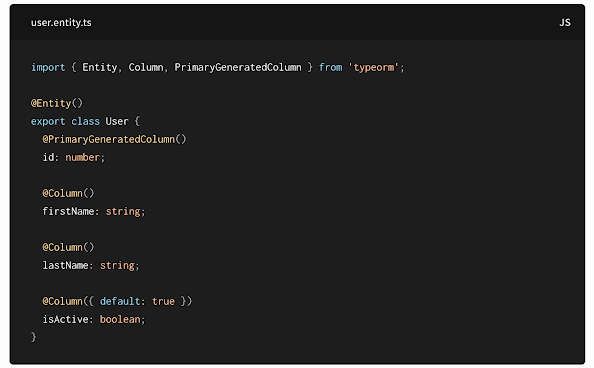 user.entity.ts
JS
import { Entity, Column, PrimaryGeneratedColumn } from 'typeorm';
@Entity()
export class User {
@PrimaryGeneratedColumn()
id: number;
@Column()
firstName: string;
@Column()
lastName: string;
@Column({ default: true })
isActive: boolean;
}